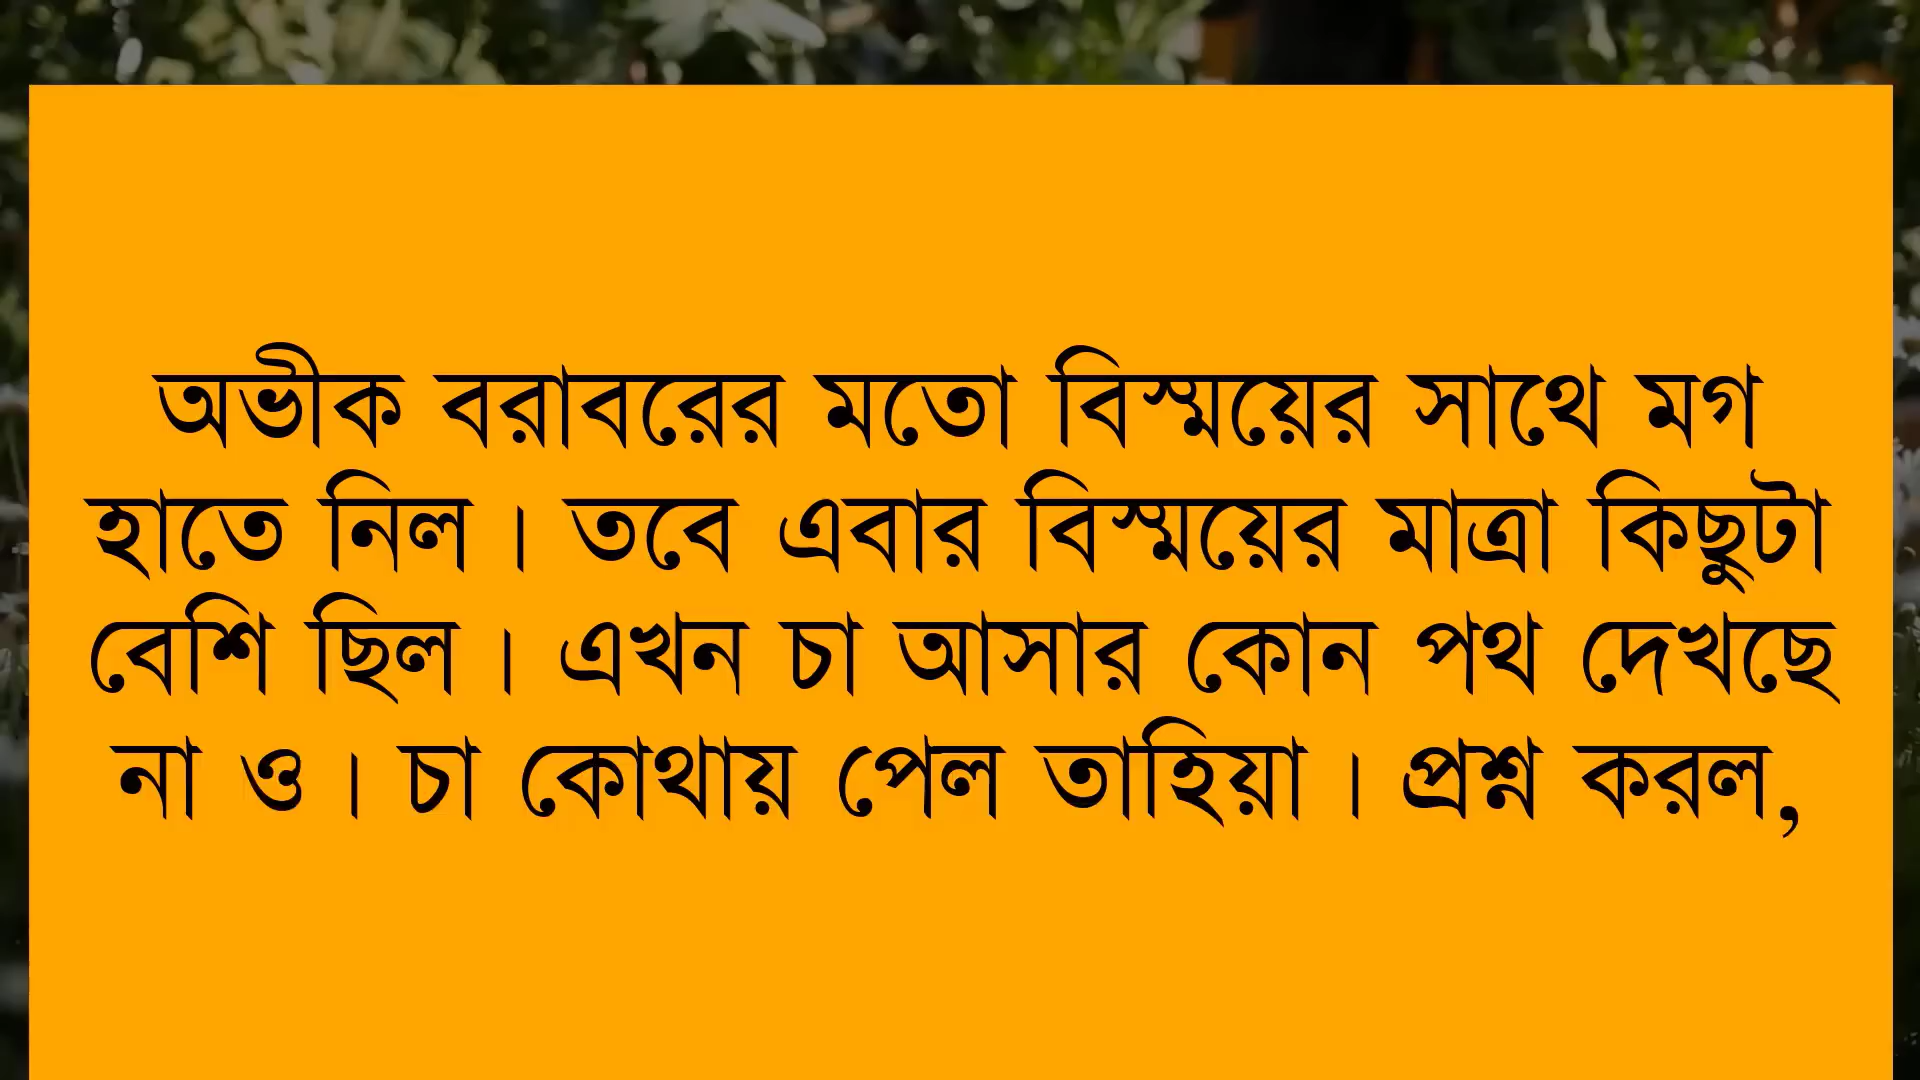 অভীক বরাবরের মতো বিস্ময়ের সাথে মগ
হাতে নিল। তবে এবার বিস্ময়ের মাত্রা কিছুটা
বেশি ছিল। এখন চা আসার কোন পথ দেখছে
না ও। চা কোথায় পেল তাহিয়া। প্রশ্ন করল,